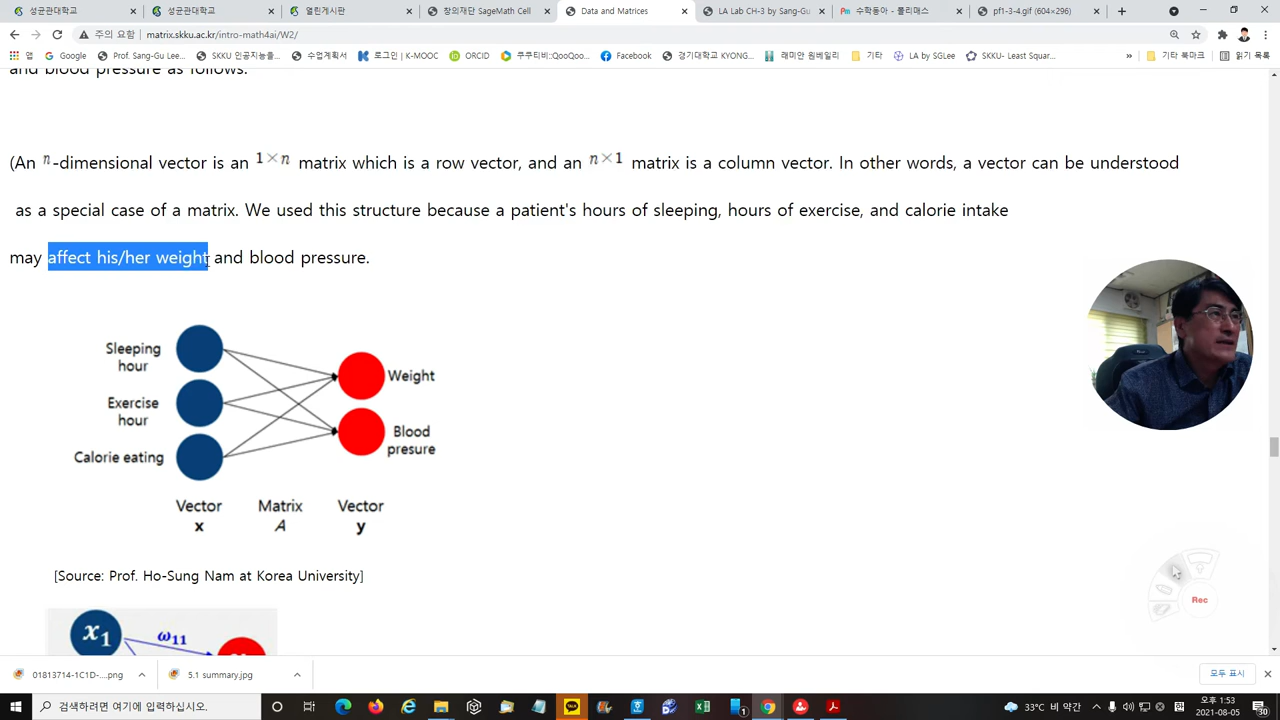 성균관대학교
성균관대학교
열린게시판
창의재단 SageMath Cell
Data and Matrices
LA Lab CH-3 by Sang-Gu
수학동아 - 폴리매스
pf1-3-4.gif (604×296)
주의 요함
matrix.skku.ac.kr/intro-math4ai/W2/
앱
Google
Prof. Sang-Gu Lee...
SKKU 인공지능을...
수업계획서
로그인 | K-MOOC
ORCID
쿠쿠티비::QooQoo...
Facebook
경기대학교 KYONG...
래미안 원베일리
기타
LA by SGLee
SKKU- Least Squar...
»
기타 북마크
읽기 목록
and blood pressure as follows.
(An n-dimensional vector is an 1×n matrix which is a row vector, and an n×1 matrix is a column vector. In other words, a vector can be understood
as a special case of a matrix. We used this structure because a patient's hours of sleeping, hours of exercise, and calorie intake
may affect his/her weight and blood pressure.
Sleeping
hour
Exercise
hour
Calorie eating
Weight
Blood
presure
Vector
x
Matrix
A
Vector
y
[Source: Prof. Ho-Sung Nam at Korea University]
x1
ω11
Rec
01813714-1C1D-....png
5.1 summary.jpg
모두 표시
검색하려면 여기에 입력하십시오.
TALK
33°C 비 약간
오후 1:53
2021-08-05
30